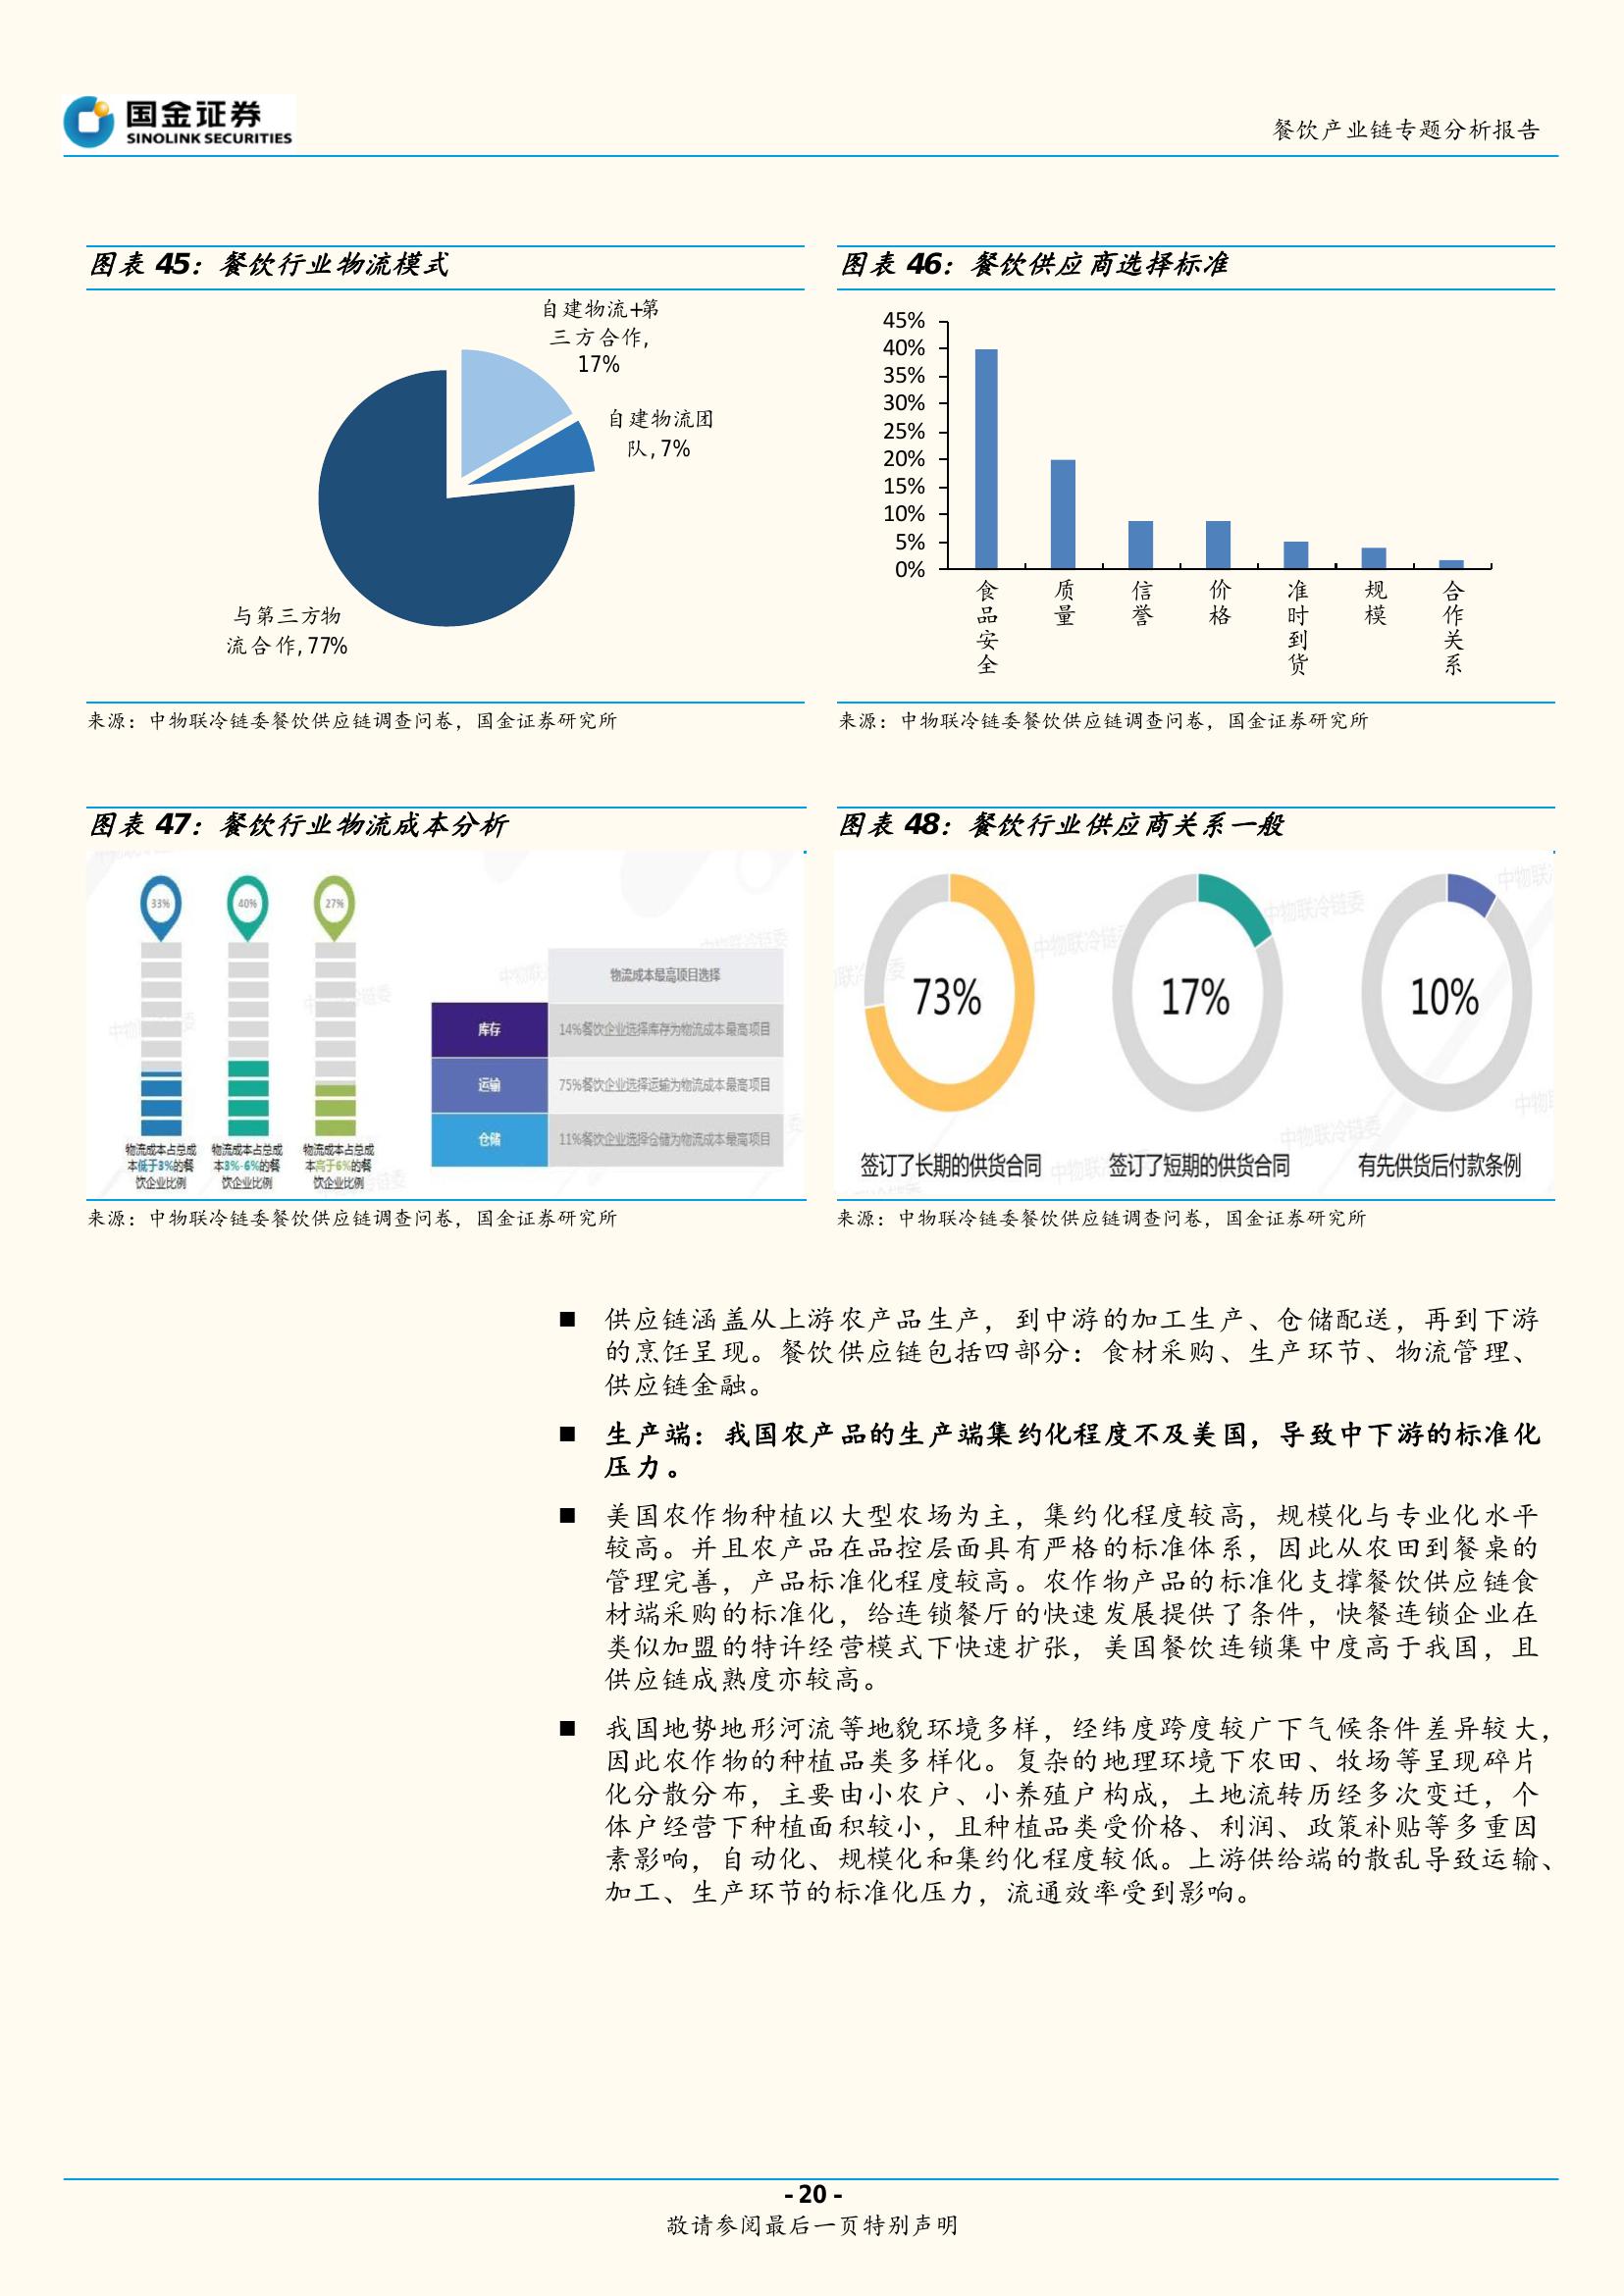 国金证券
SINOLINK SECURITIES
餐饮产业链专题分析报告
图表 45：餐饮行业物流模式
自建物流+第
三方合作,
17%
自建物流团
队, 7%
与第三方物
流合作, 77%
来源：中物联冷链委餐饮供应链调查问卷，国金证券研究所
图表 46：餐饮供应商选择标准
45%
40%
35%
30%
25%
20%
15%
10%
5%
0%
食品安全
质量
信誉
价格
准时到货
规模
合作关系
来源：中物联冷链委餐饮供应链调查问卷，国金证券研究所
图表 47：餐饮行业物流成本分析
33%
40%
27%
物流成本占总成
本低于3%的餐
饮企业比例
物流成本占总成
本3%-6%的餐
饮企业比例
物流成本占总成
本高于6%的餐
饮企业比例
物流成本最高项目选择
库存
14%餐饮企业选择库存为物流成本最高项目
运输
75%餐饮企业选择运输为物流成本最高项目
仓储
11%餐饮企业选择仓储为物流成本最高项目
来源：中物联冷链委餐饮供应链调查问卷，国金证券研究所
图表 48：餐饮行业供应商关系一般
73%
17%
10%
签订了长期的供货合同
签订了短期的供货合同
有先供货后付款条例
中物联冷链委
中物联冷链委
来源：中物联冷链委餐饮供应链调查问卷，国金证券研究所
■ 供应链涵盖从上游农产品生产，到中游的加工生产、仓储配送，再到下游
的烹饪呈现。餐饮供应链包括四部分：食材采购、生产环节、物流管理、
供应链金融。
■ 生产端：我国农产品的生产端集约化程度不及美国，导致中下游的标准化
压力。
■ 美国农作物种植以大型农场为主，集约化程度较高，规模化与专业化水平
较高。并且农产品在品控层面具有严格的标准体系，因此从农田到餐桌的
管理完善，产品标准化程度较高。农作物产品的标准化支撑餐饮供应链食
材端采购的标准化，给连锁餐厅的快速发展提供了条件，快餐连锁企业在
类似加盟的特许经营模式下快速扩张，美国餐饮连锁集中度高于我国，且
供应链成熟度亦较高。
■ 我国地势地形河流等地貌环境多样，经纬度跨度较广下气候条件差异较大，
因此农作物的种植品类多样化。复杂的地理环境下农田、牧场等呈现碎片
化分散分布，主要由小农户、小养殖户构成，土地流转历经多次变迁，个
体户经营下种植面积较小，且种植品类受价格、利润、政策补贴等多重因
素影响，自动化、规模化和集约化程度较低。上游供给端的散乱导致运输、
加工、生产环节的标准化压力，流通效率受到影响。
- 20 -
敬请参阅最后一页特别声明